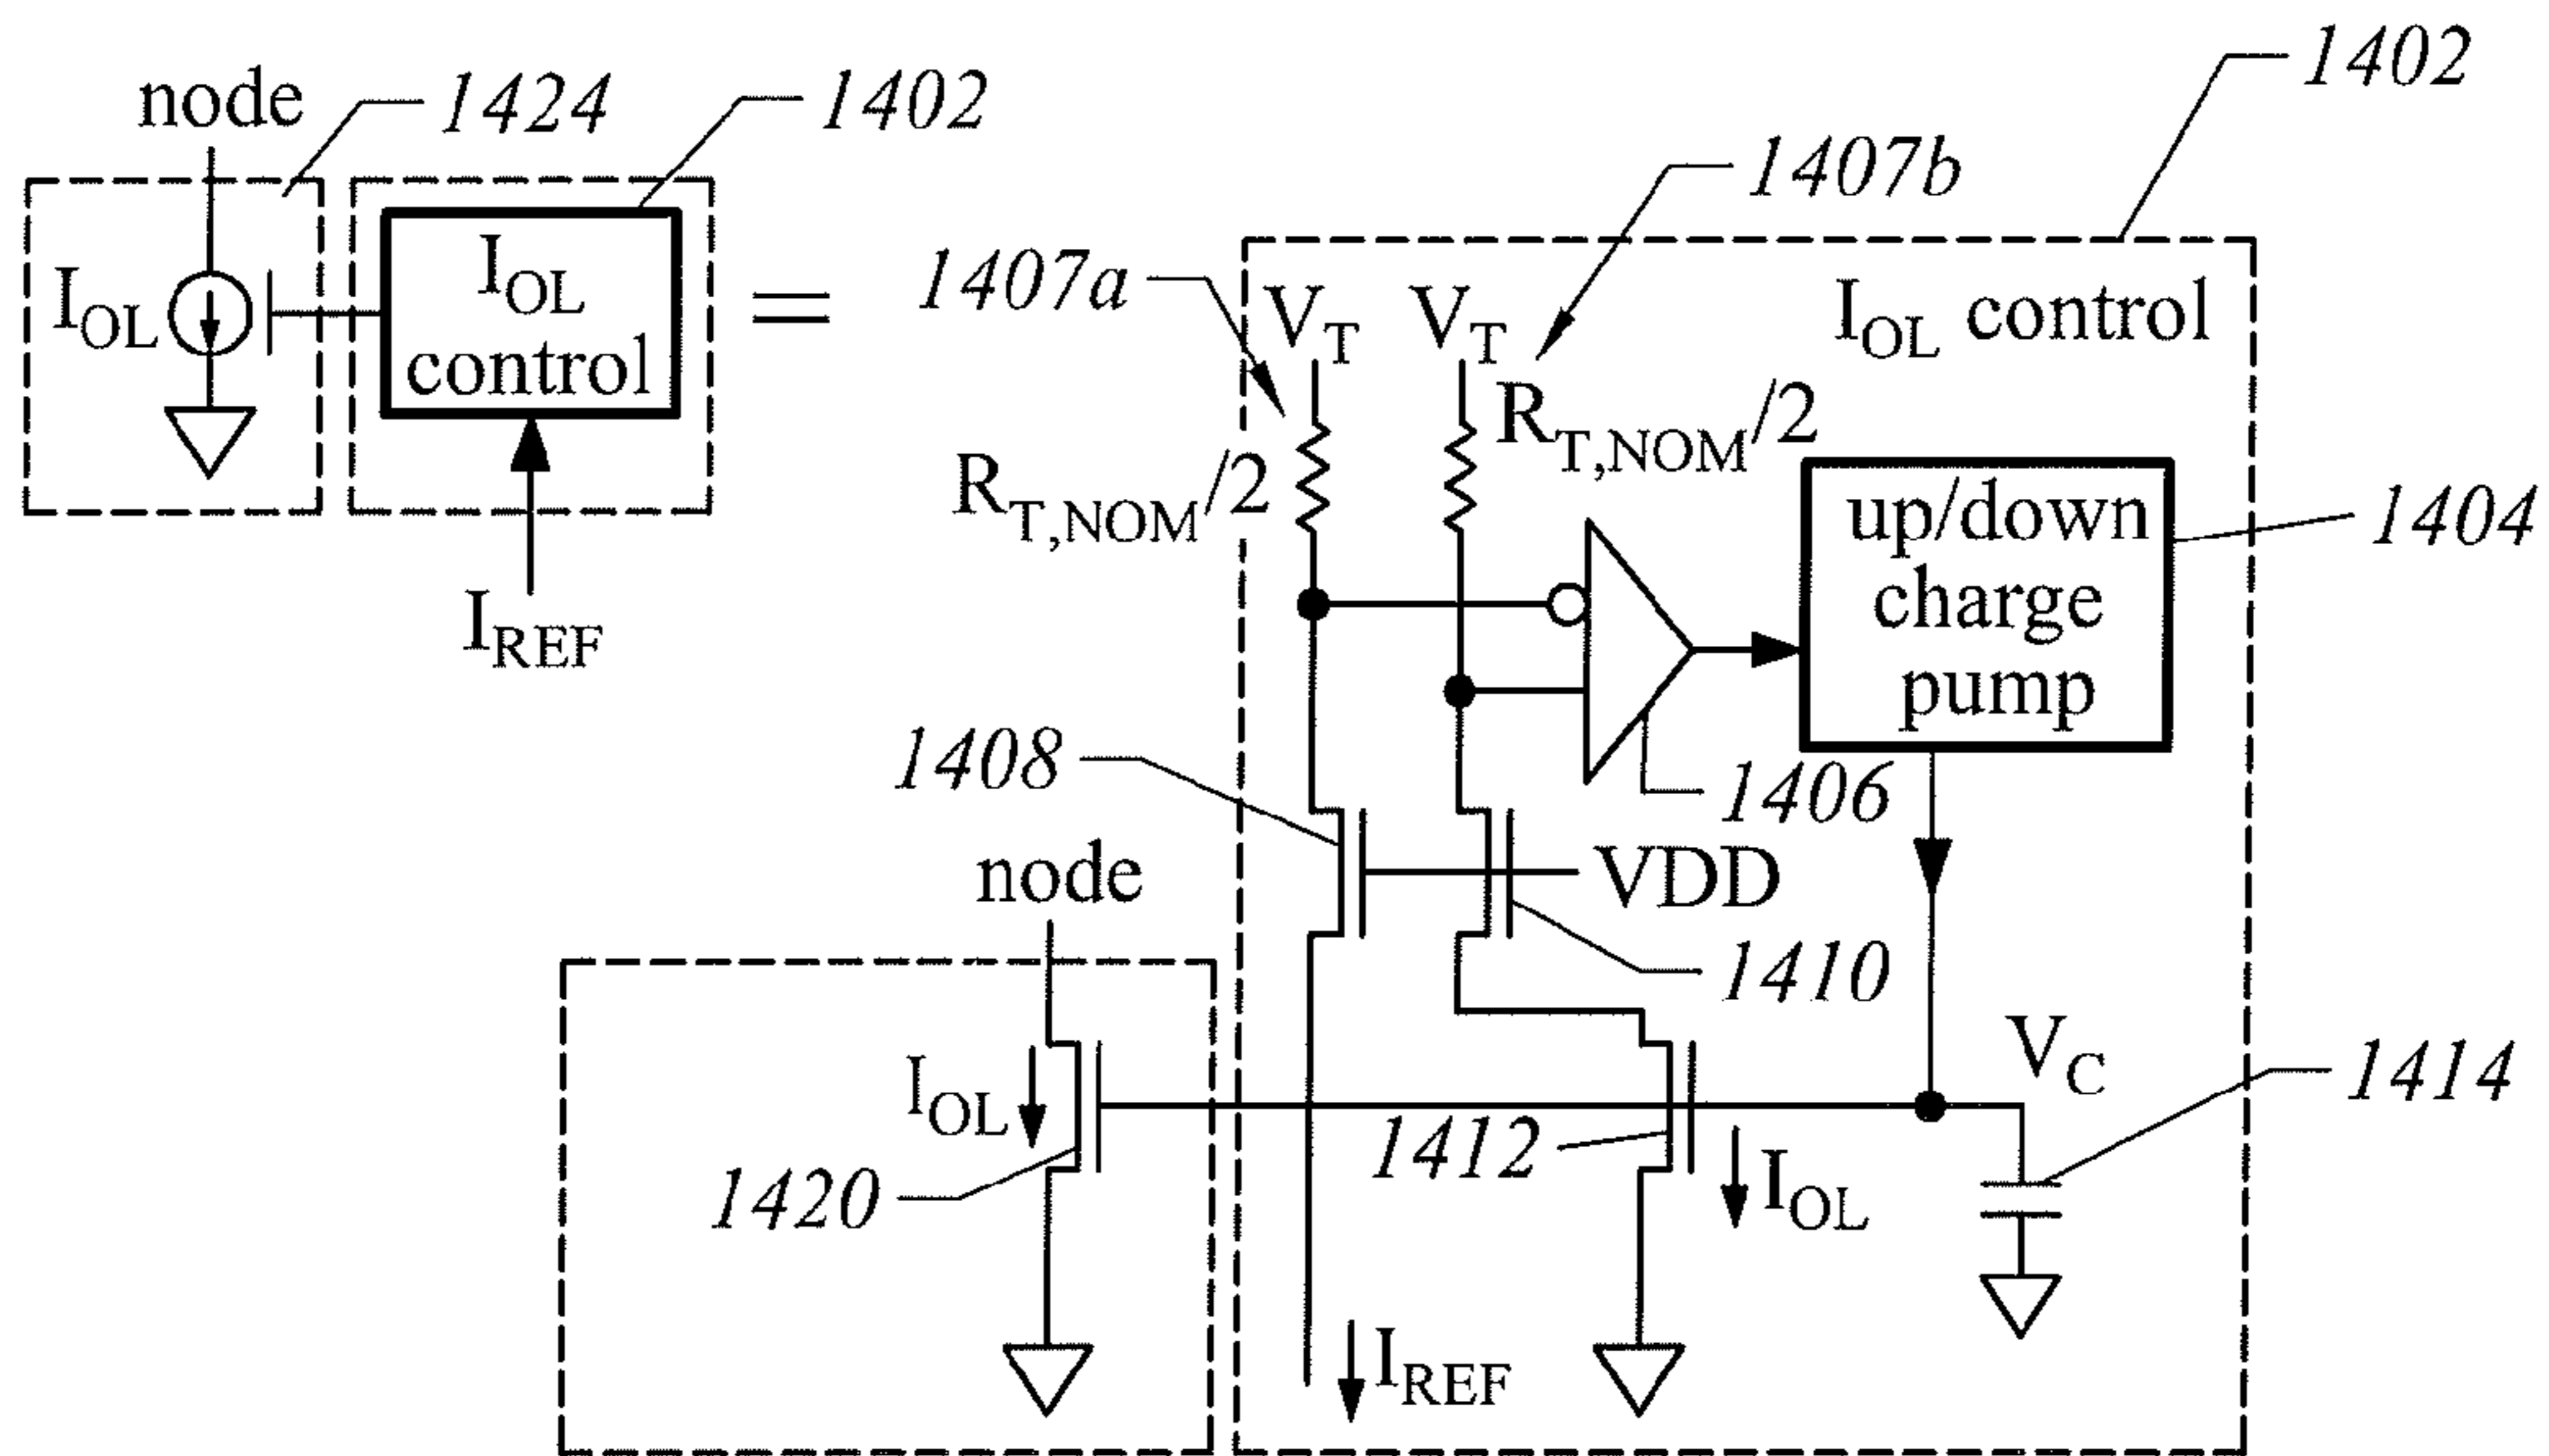 node
1424
1402
I_OL
I_OL
control
I_REF
=
1402
1407b
1407a
V_T
V_T
I_OL control
R_T,NOM/2
R_T,NOM/2
up/down
charge
pump
1404
1406
1408
VDD
1410
node
I_OL
1420
1412
I_OL
V_C
1414
I_REF